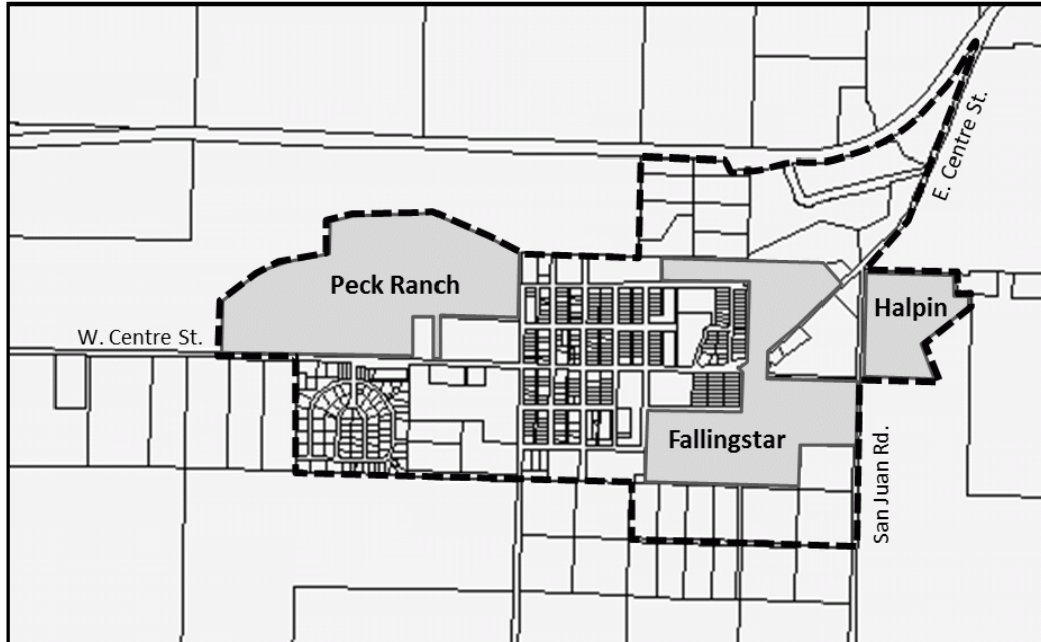 E. Centre St.
Peck Ranch
Halpin
W. Centre St.
Fallingstar
San Juan Rd.